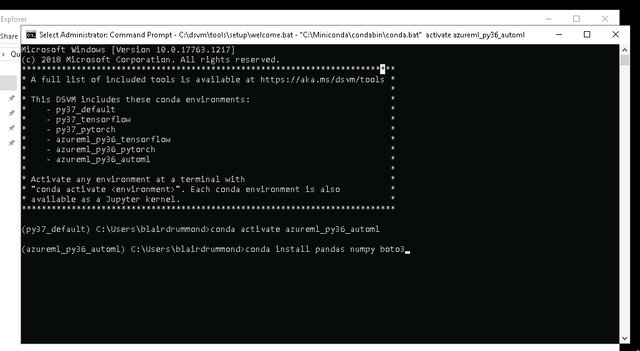 Explorer
Select Administrator: Command Prompt - C:\dsvm\tools\setup\welcome.bat - "C:\Miniconda\condabin\conda.bat" activate azureml_py36_automl
Share
Qu
Microsoft Windows [Version 10.0.17763.1217]
(c) 2018 Microsoft Corporation. All rights reserved.
* A full list of included tools is available at https://aka.ms/dsvm/tools *
* *
* This DSVM includes these conda environments: *
* - py37_default *
* - py37_tensorflow *
* - py37_pytorch *
* - azureml_py36_tensorflow *
* - azureml_py36_pytorch *
* - azureml_py36_automl *
* *
* Activate any environment at a terminal with *
* "conda activate <environment>". Each conda environment is also *
* available as a Jupyter kernel. *
(py37_default) C:\Users\blairdrummond>conda activate azureml_py36_automl
(azureml_py36_automl) C:\Users\blairdrummond>conda install pandas numpy boto3_